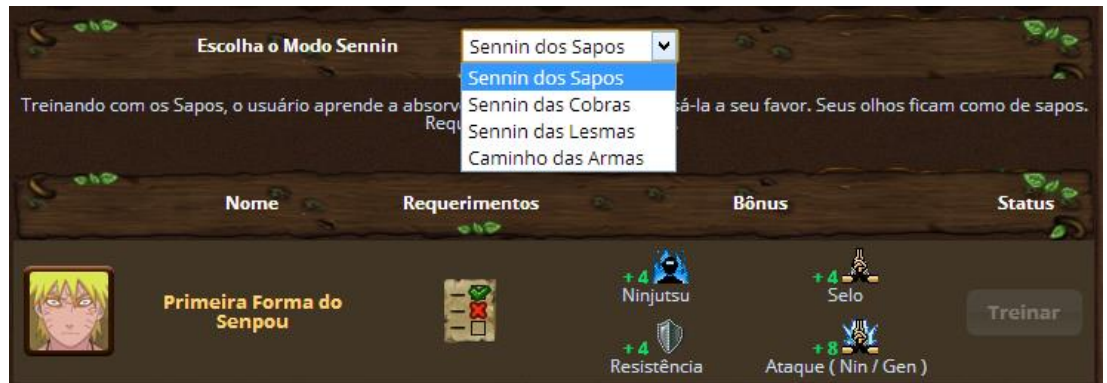 Escolha o Modo Sennin
Sennin dos Sapos
Sennin dos Sapos
Sennin das Cobras
Sennin das Lesmas
Caminho das Armas
Treinando com os Sapos, o usuário aprende a absorv sá-la a seu favor. Seus olhos ficam como de sapos.
Requ
Nome Requerimentos Bônus Status
Primeira Forma do
Senpou
+4 +4
Ninjutsu Selo
Treinar
+4 +8
Resistência Ataque ( Nin / Gen )